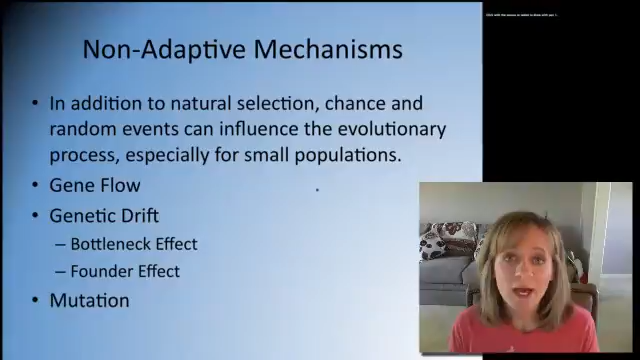 Non-Adaptive Mechanisms
• In addition to natural selection, chance and
random events can influence the evolutionary
process, especially for small populations.
• Gene Flow
• Genetic Drift
– Bottleneck Effect
– Founder Effect
• Mutation